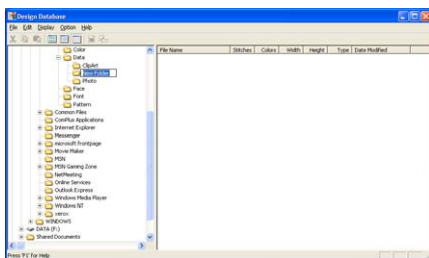 Design Database
File Edit Display Option Help
File Name Stitches Colors Width Height Type Date Modified
Color
Data
ClipArt
New Folder
Photo
Face
Font
Pattern
Common Files
ComPlus Applications
Internet Explorer
Messenger
microsoft frontpage
Movie Maker
MSN
MSN Gaming Zone
NetMeeting
Online Services
Outlook Express
Windows Media Player
Windows NT
xerox
WINDOWS
DATA (F:)
Shared Documents
Press 'F1' for Help